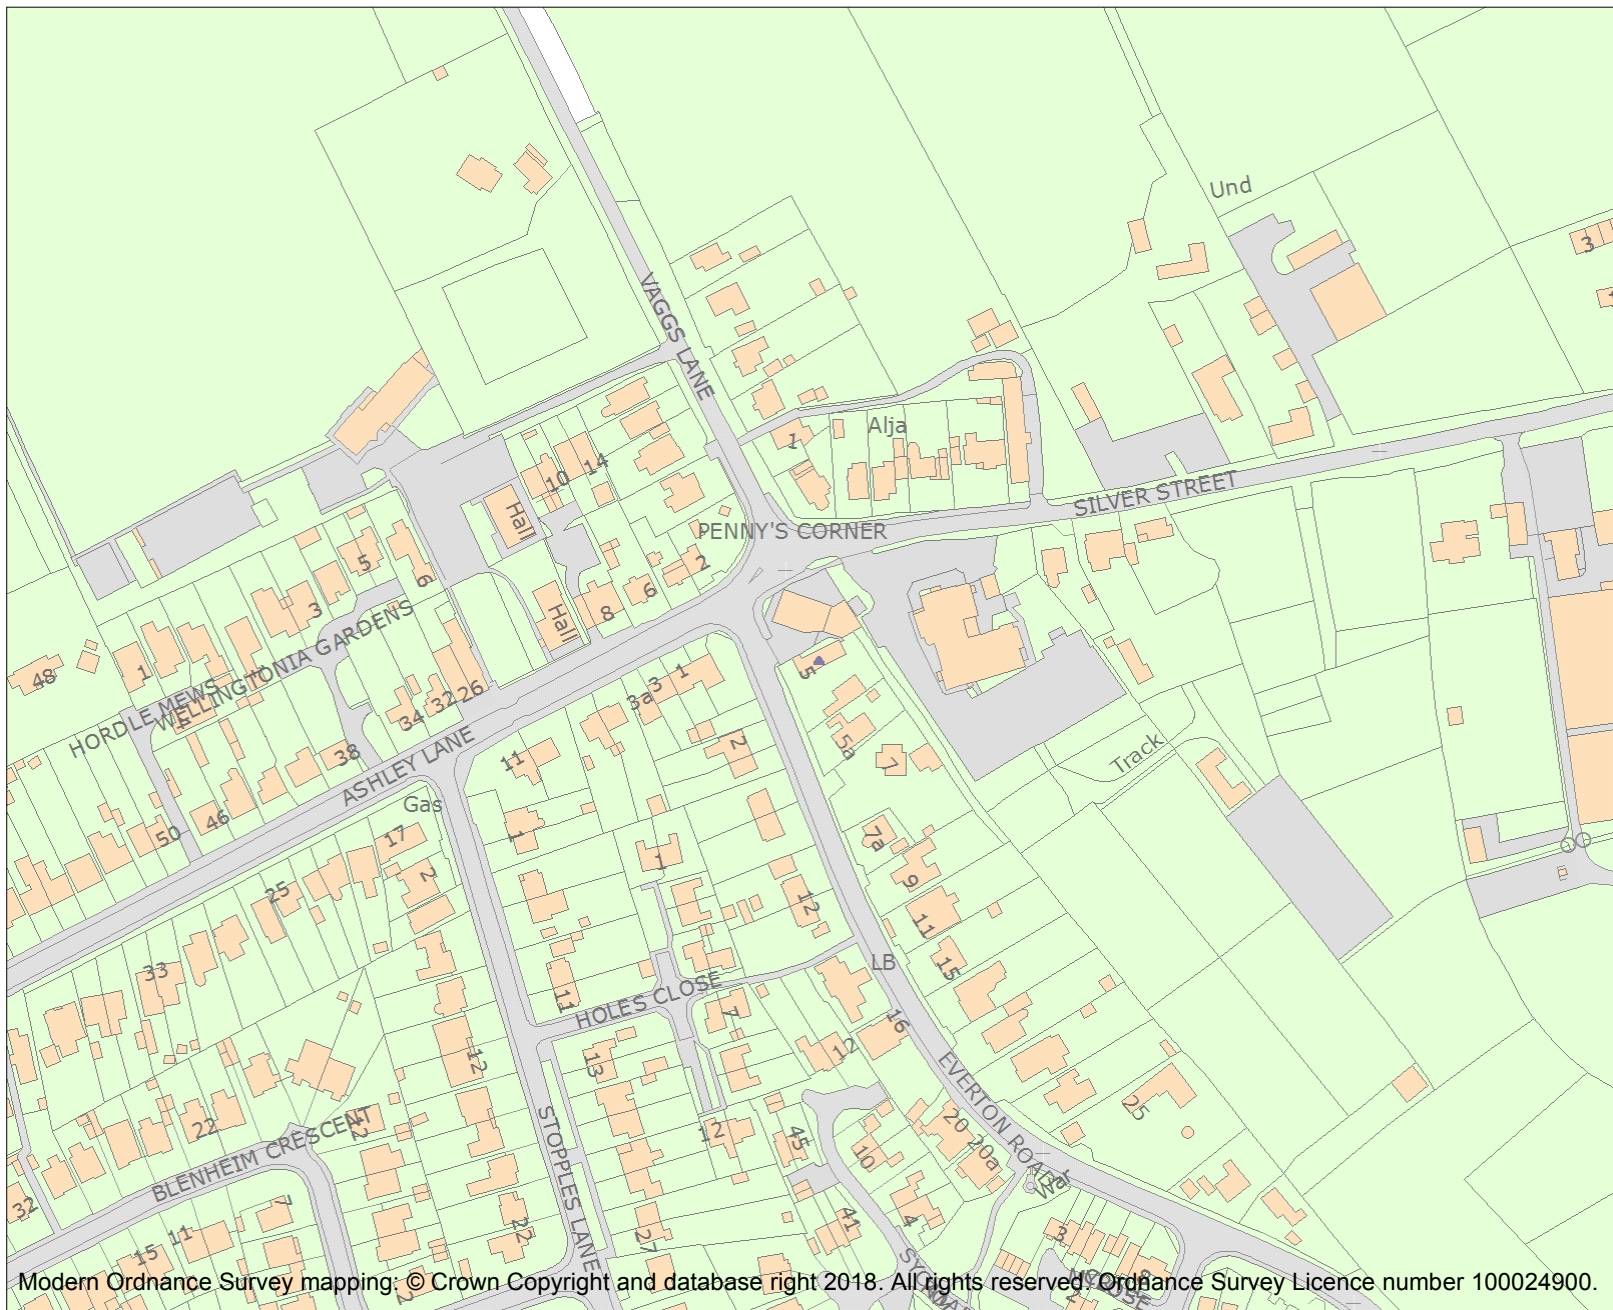 Und
3
VAGGS LANE
1
Alja
14
10
Hall
SILVER STREET
PENNY'S CORNER
5
6
2
6
8
Hall
3
WELLINGTONIA GARDENS
48
1
HORDLE MEWS
34
32
26
38
ASHLEY LANE
3a
3
1
5
5a
7
2
Track
11
Gas
46
50
17
1
7a
1
2
25
9
12
11
33
LB
15
11
HOLES CLOSE
7
16
12
12
13
EVERTON ROAD
22
12
BLENHEIM CRESCENT
STOPPLES LANE
12
45
10
20
20a
25
War
32
7
11
15
22
27
41
4
3
Modern Ordnance Survey mapping: © Crown Copyright and database right 2018. All rights reserved. Ordnance Survey Licence number 100024900.